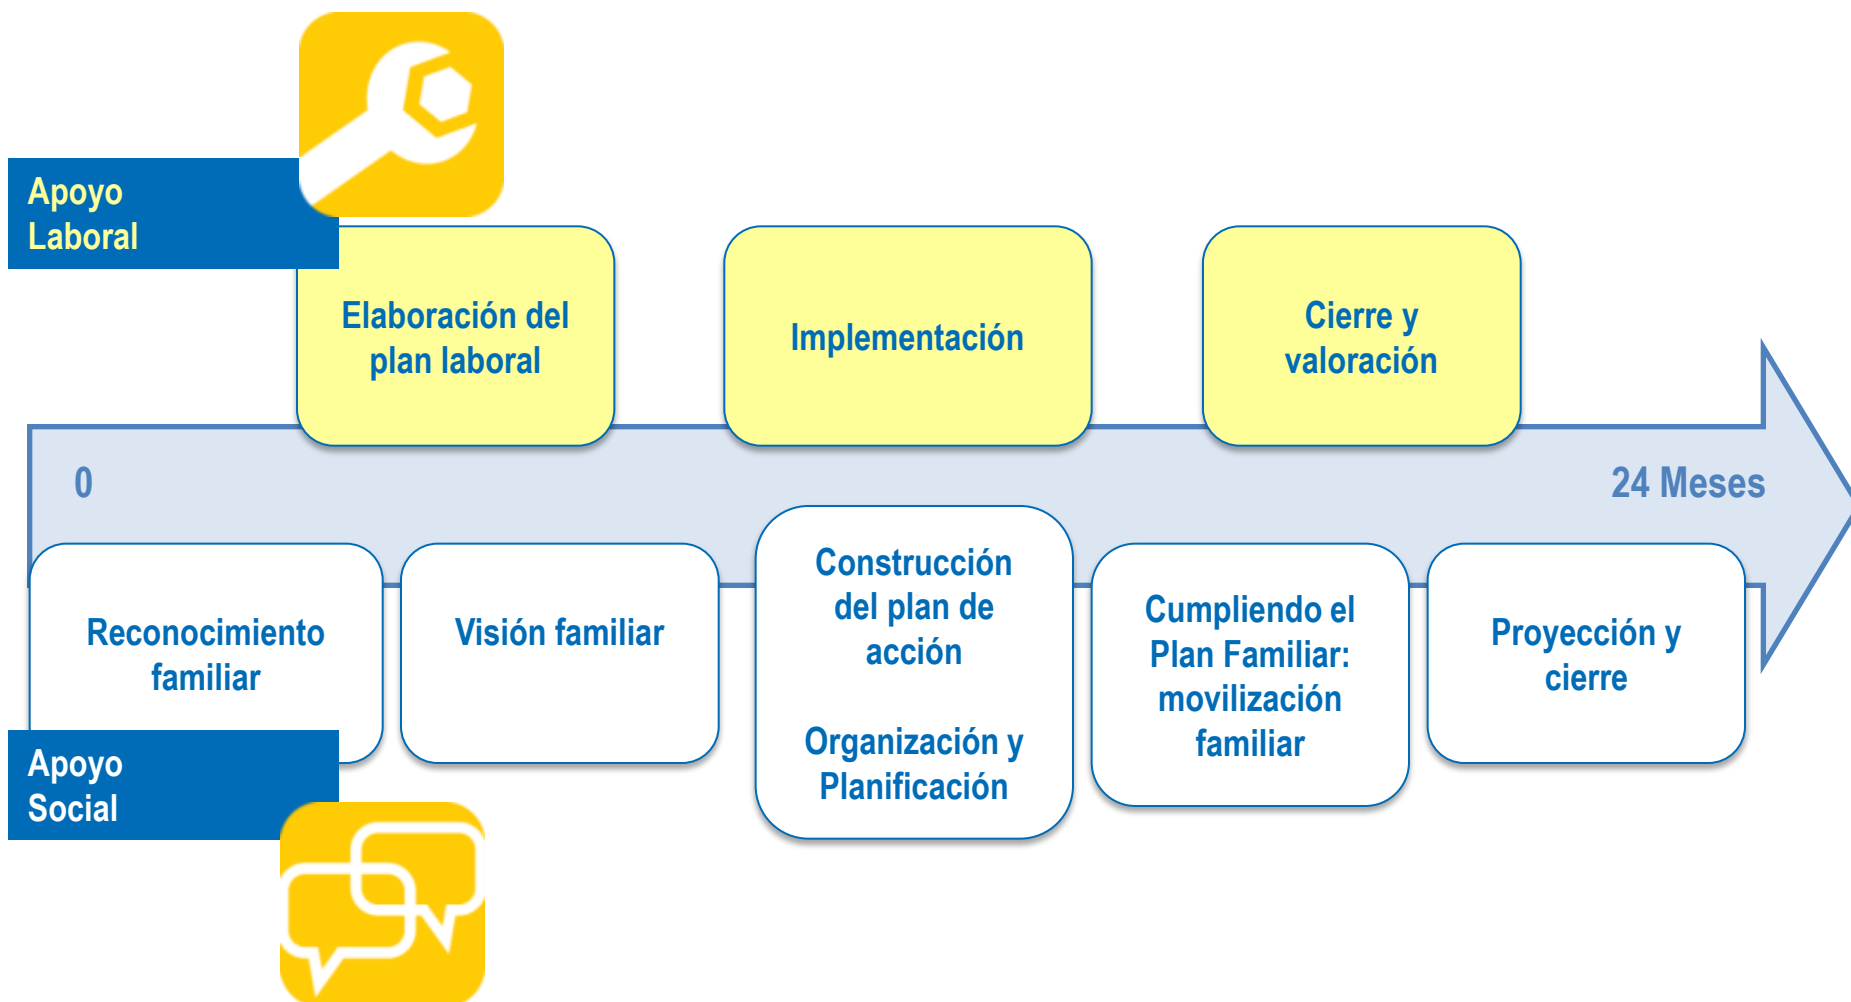 Apoyo
Laboral
Elaboración del
plan laboral
Implementación
Cierre y
valoración
0
24 Meses
Reconocimiento
familiar
Visión familiar
Construcción
del plan de
acción
Organización y
Planificación
Cumpliendo el
Plan Familiar:
movilización
familiar
Proyección y
cierre
Apoyo
Social